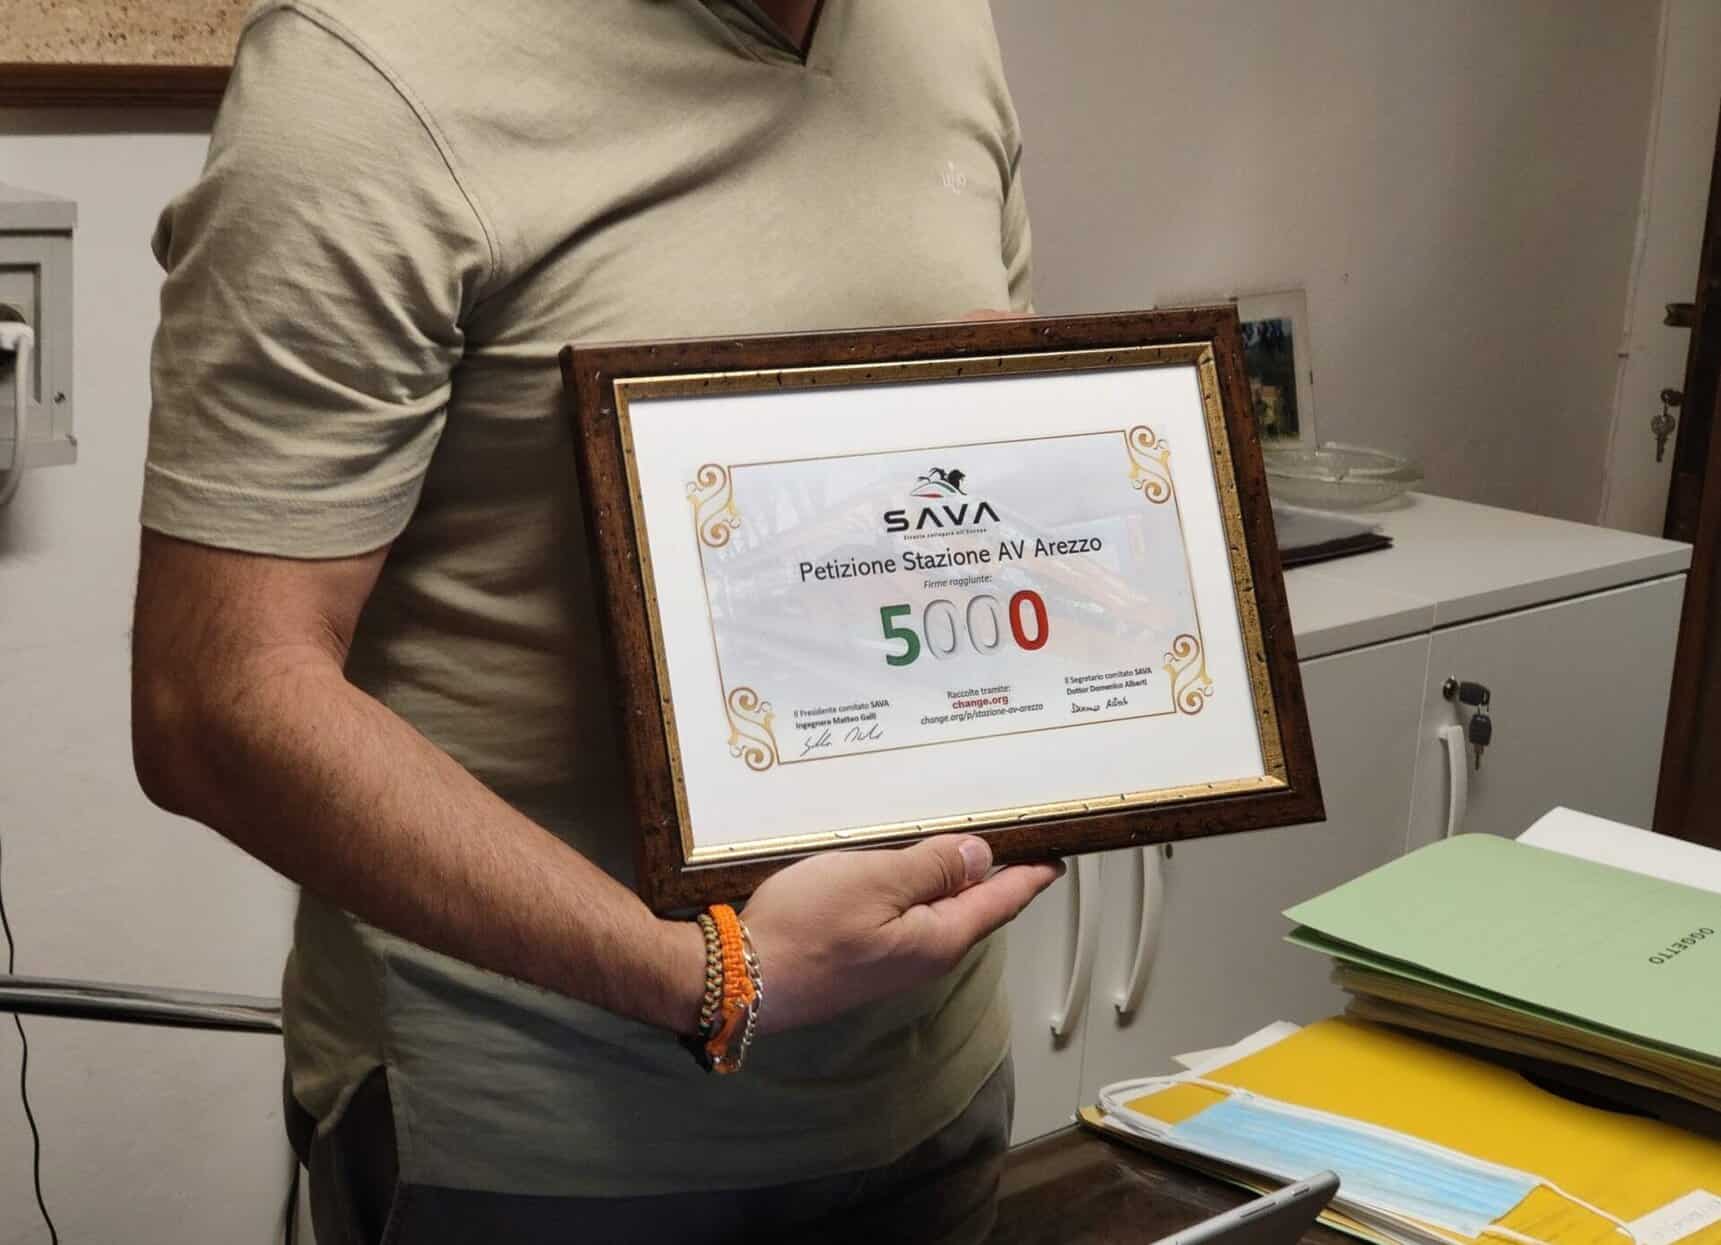 SAVA
Petizione Stazione AV Arezzo
Firme raggiunte:
5000
Il Presidente comitato SAVA
Ingegnere Matteo Galli
Raccolte tramite:
change.org
change.org/p/stazione-av-arezzo
Il Segretario comitato SAVA
Dottor Domenico Alberti
OGGETTO